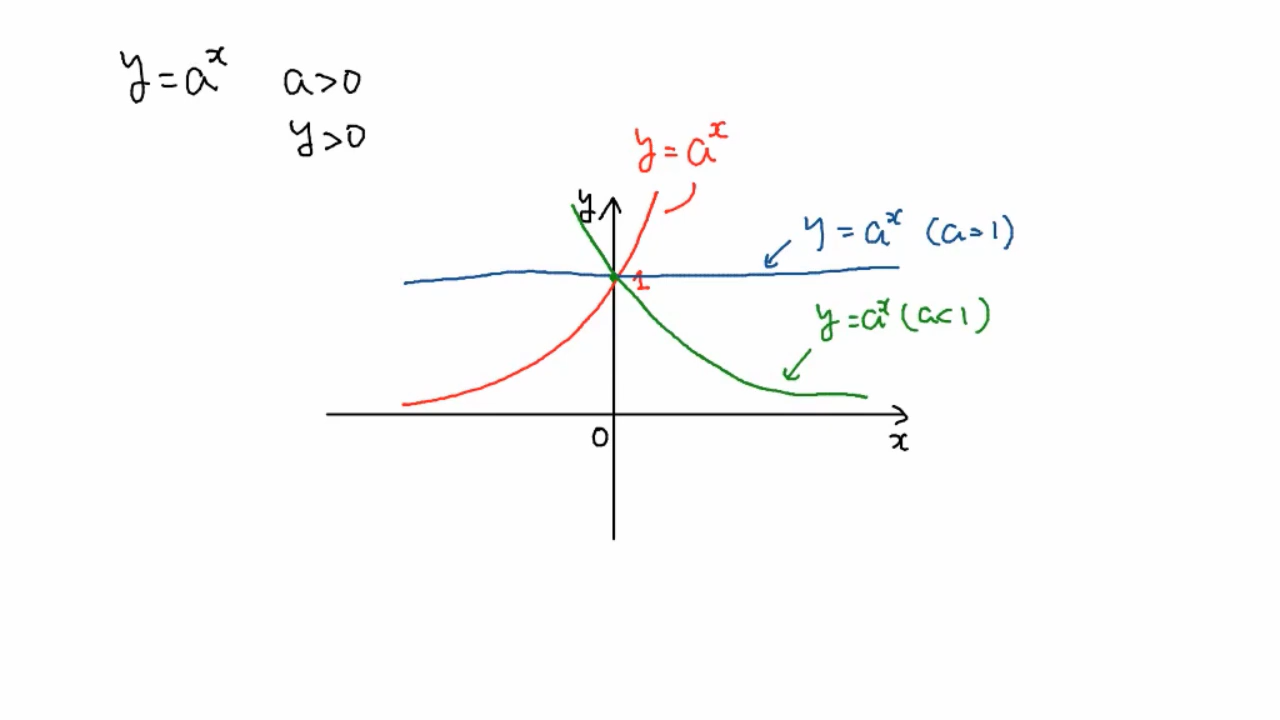 y = a^x a > 0
y > 0
y = a^x
y
y = a^x (a = 1)
1
y = a^x (a < 1)
0
x